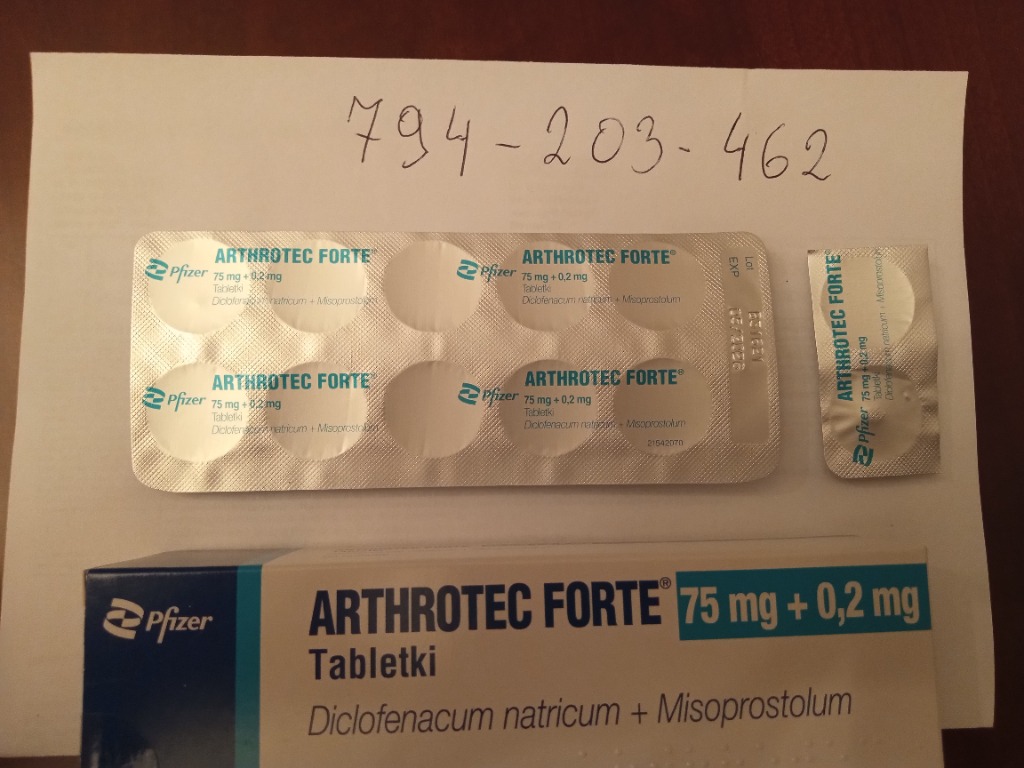 794-203-462
Pfizer ARTHROTEC FORTE®
75 mg + 0,2 mg
Tabletki
Diclofenacum natricum + Misoprostolum
Pfizer ARTHROTEC FORTE®
75 mg + 0,2 mg
Tabletki
Diclofenacum natricum + Misoprostolum
Lot
EXP
Pfizer ARTHROTEC FORTE®
75 mg + 0,2 mg
Tabletki
Diclofenacum natricum + Misoprostolum
Pfizer ARTHROTEC FORTE®
75 mg + 0,2 mg
Tabletki
Diclofenacum natricum + Misoprostolum
21542070
Pfizer ARTHROTEC FORTE
75 mg + 0,2 mg
Diclofenacum natricum + Misoprostolum
Pfizer ARTHROTEC FORTE® 75 mg + 0,2 mg
Tabletki
Diclofenacum natricum + Misoprostolum